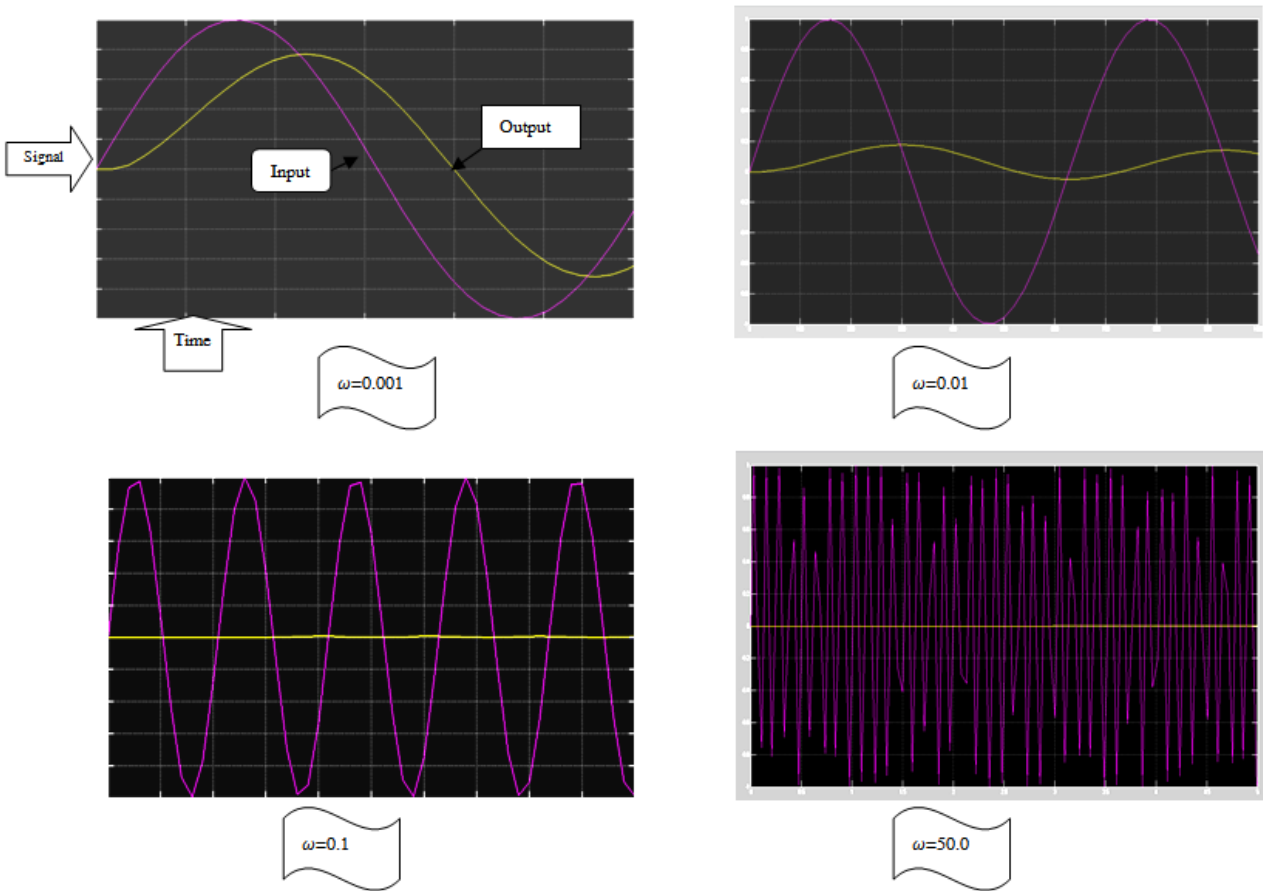 Signal
Input
Output
Time
ω=0.001
ω=0.01
ω=0.1
ω=50.0